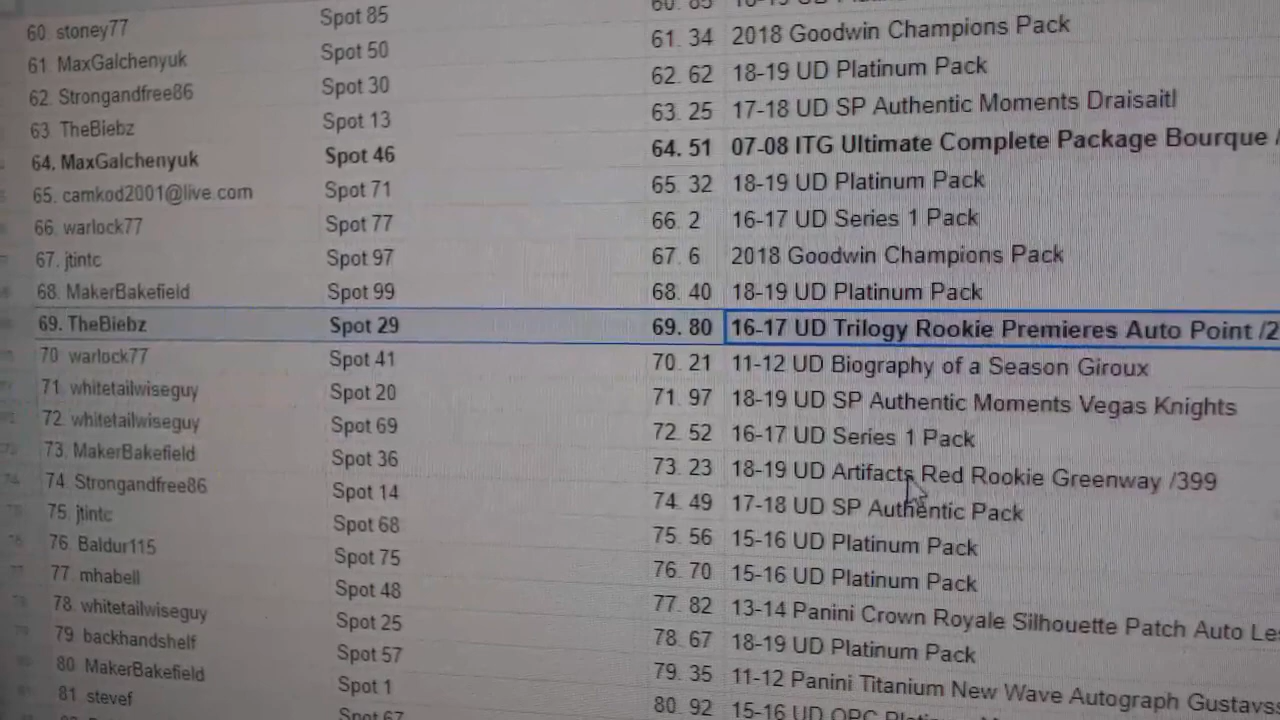 60. stoney77 Spot 85 60. 85
61. MaxGalchenyuk Spot 50 61. 34 2018 Goodwin Champions Pack
62. Strongandfree86 Spot 30 62. 62 18-19 UD Platinum Pack
63 TheBiebz Spot 13 63. 25 17-18 UD SP Authentic Moments Draisaitl
64. MaxGalchenyuk Spot 46 64. 51 07-08 ITG Ultimate Complete Package Bourque /
65. camkod2001@live.com Spot 71 65. 32 18-19 UD Platinum Pack
66. warlock77 Spot 77 66. 2 16-17 UD Series 1 Pack
67. jtintc Spot 97 67. 6 2018 Goodwin Champions Pack
68. MakerBakefield Spot 99 68. 40 18-19 UD Platinum Pack
69. TheBiebz Spot 29 69. 80 16-17 UD Trilogy Rookie Premieres Auto Point /2
70 warlock77 Spot 41 70. 21 11-12 UD Biography of a Season Giroux
71. whitetailwiseguy Spot 20 71. 97 18-19 UD SP Authentic Moments Vegas Knights
72. whitetailwiseguy Spot 69 72. 52 16-17 UD Series 1 Pack
73. MakerBakefield Spot 36 73. 23 18-19 UD Artifacts Red Rookie Greenway /399
74. Strongandfree86 Spot 14 74. 49 17-18 UD SP Authentic Pack
75. jtintc Spot 68 75. 56 15-16 UD Platinum Pack
76. Baldur115 Spot 75 76. 70 15-16 UD Platinum Pack
77. mhabell Spot 48 77. 82 13-14 Panini Crown Royale Silhouette Patch Auto Le
78. whitetailwiseguy Spot 25 78. 67 18-19 UD Platinum Pack
79. backhandshelf Spot 57 79. 35 11-12 Panini Titanium New Wave Autograph Gustavs
80 MakerBakefield Spot 1 80. 92 15-16 UD OPC
81 stevef Spot 67